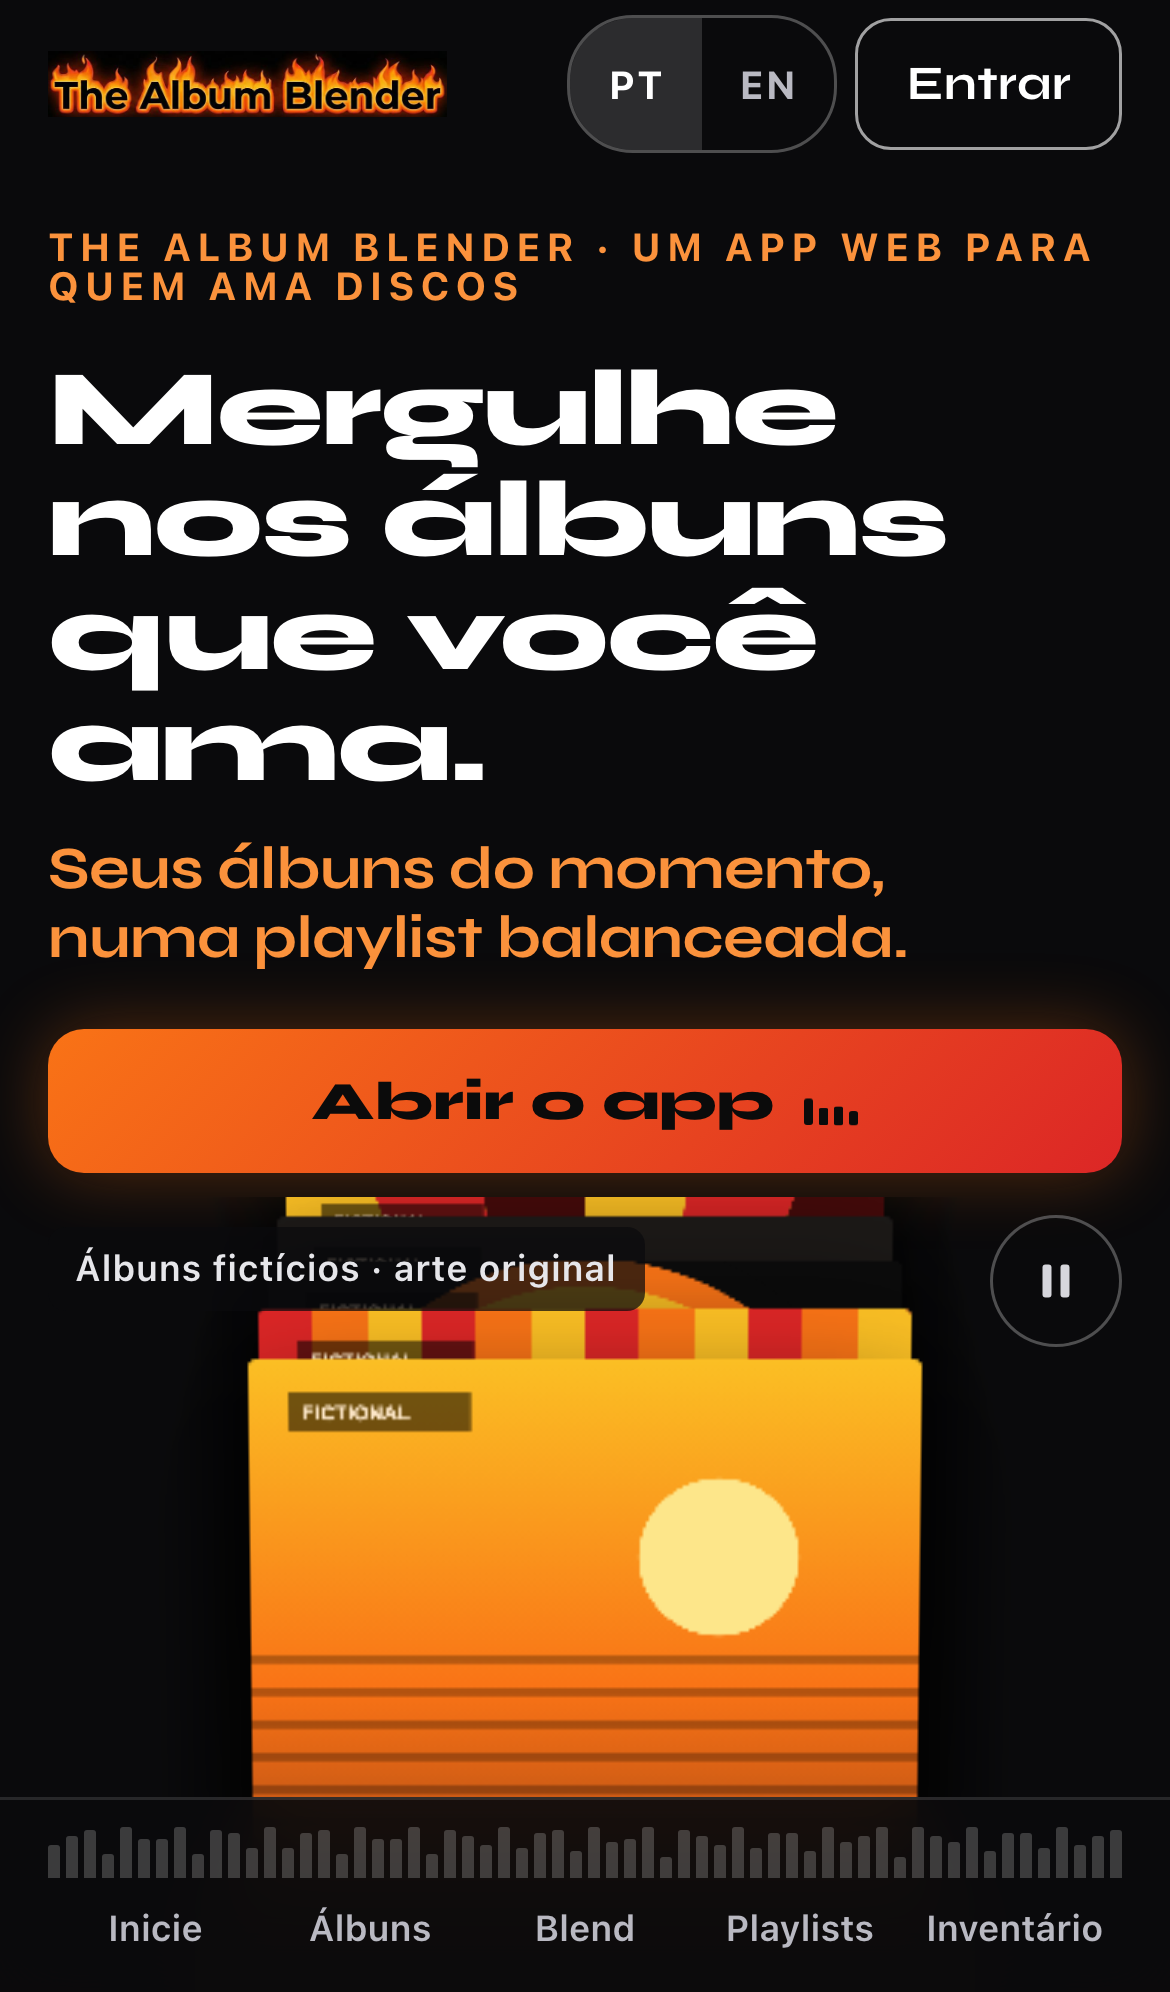 The Album Blender
PT
EN
Entrar
THE ALBUM BLENDER · UM APP WEB PARA
QUEM AMA DISCOS
Mergulhe
nos álbuns
que você
ama.
Seus álbuns do momento,
numa playlist balanceada.
Abrir o app
Álbuns fictícios · arte original
FICTIONAL
FICTIONAL
Inicie
Álbuns
Blend
Playlists
Inventário